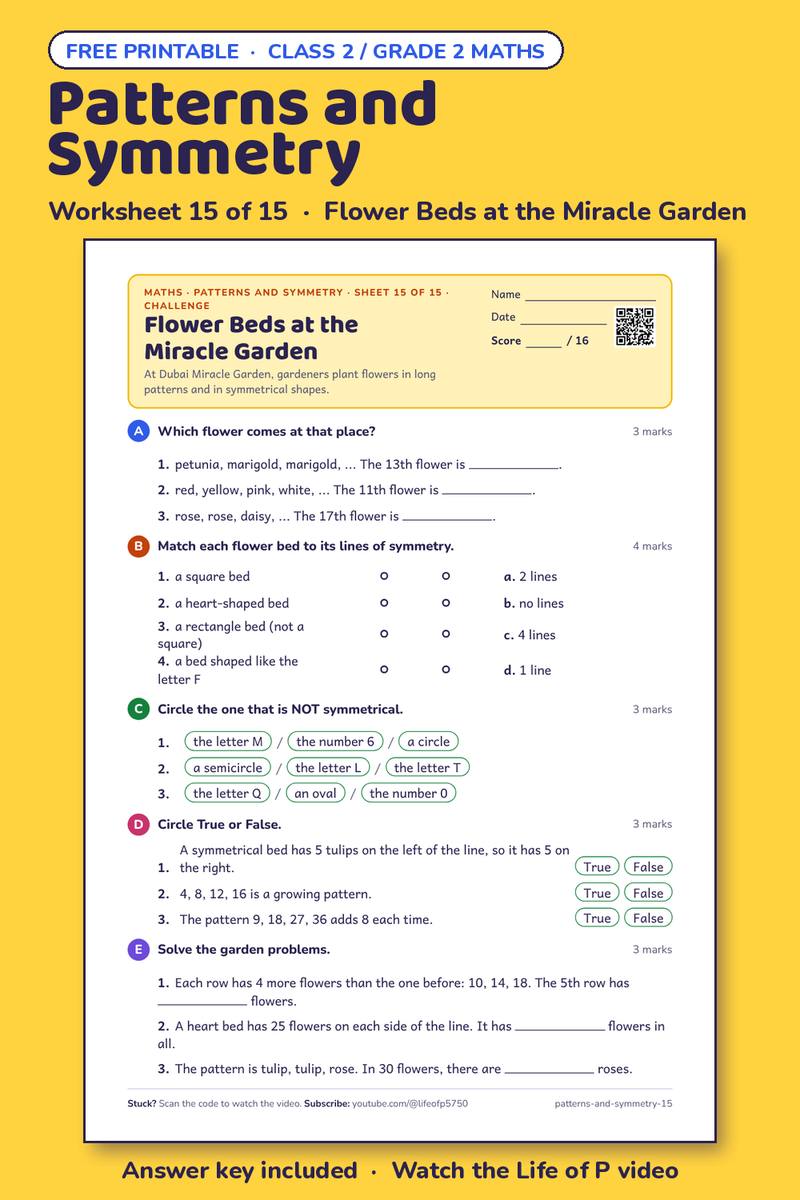 FREE PRINTABLE · CLASS 2 / GRADE 2 MATHS
Patterns and
Symmetry
Worksheet 15 of 15 · Flower Beds at the Miracle Garden
MATHS · PATTERNS AND SYMMETRY · SHEET 15 OF 15 ·
CHALLENGE
Flower Beds at the
Miracle Garden
At Dubai Miracle Garden, gardeners plant flowers in long
patterns and in symmetrical shapes.
Name ____________
Date ____________
Score ______ / 16
A Which flower comes at that place? 3 marks
1. petunia, marigold, marigold, ... The 13th flower is ____________.
2. red, yellow, pink, white, ... The 11th flower is ____________.
3. rose, rose, daisy, ... The 17th flower is ____________.
B Match each flower bed to its lines of symmetry. 4 marks
1. a square bed a. 2 lines
2. a heart-shaped bed b. no lines
3. a rectangle bed (not a
square) c. 4 lines
4. a bed shaped like the
letter F d. 1 line
C Circle the one that is NOT symmetrical. 3 marks
1. the letter M / the number 6 / a circle
2. a semicircle / the letter L / the letter T
3. the letter Q / an oval / the number 0
D Circle True or False. 3 marks
A symmetrical bed has 5 tulips on the left of the line, so it has 5 on
1. the right. True False
2. 4, 8, 12, 16 is a growing pattern. True False
3. The pattern 9, 18, 27, 36 adds 8 each time. True False
E Solve the garden problems. 3 marks
1. Each row has 4 more flowers than the one before: 10, 14, 18. The 5th row has
____________ flowers.
2. A heart bed has 25 flowers on each side of the line. It has ____________ flowers in
all.
3. The pattern is tulip, tulip, rose. In 30 flowers, there are ____________ roses.
Stuck? Scan the code to watch the video. Subscribe: youtube.com/@lifeofp5750 patterns-and-symmetry-15
Answer key included · Watch the Life of P video